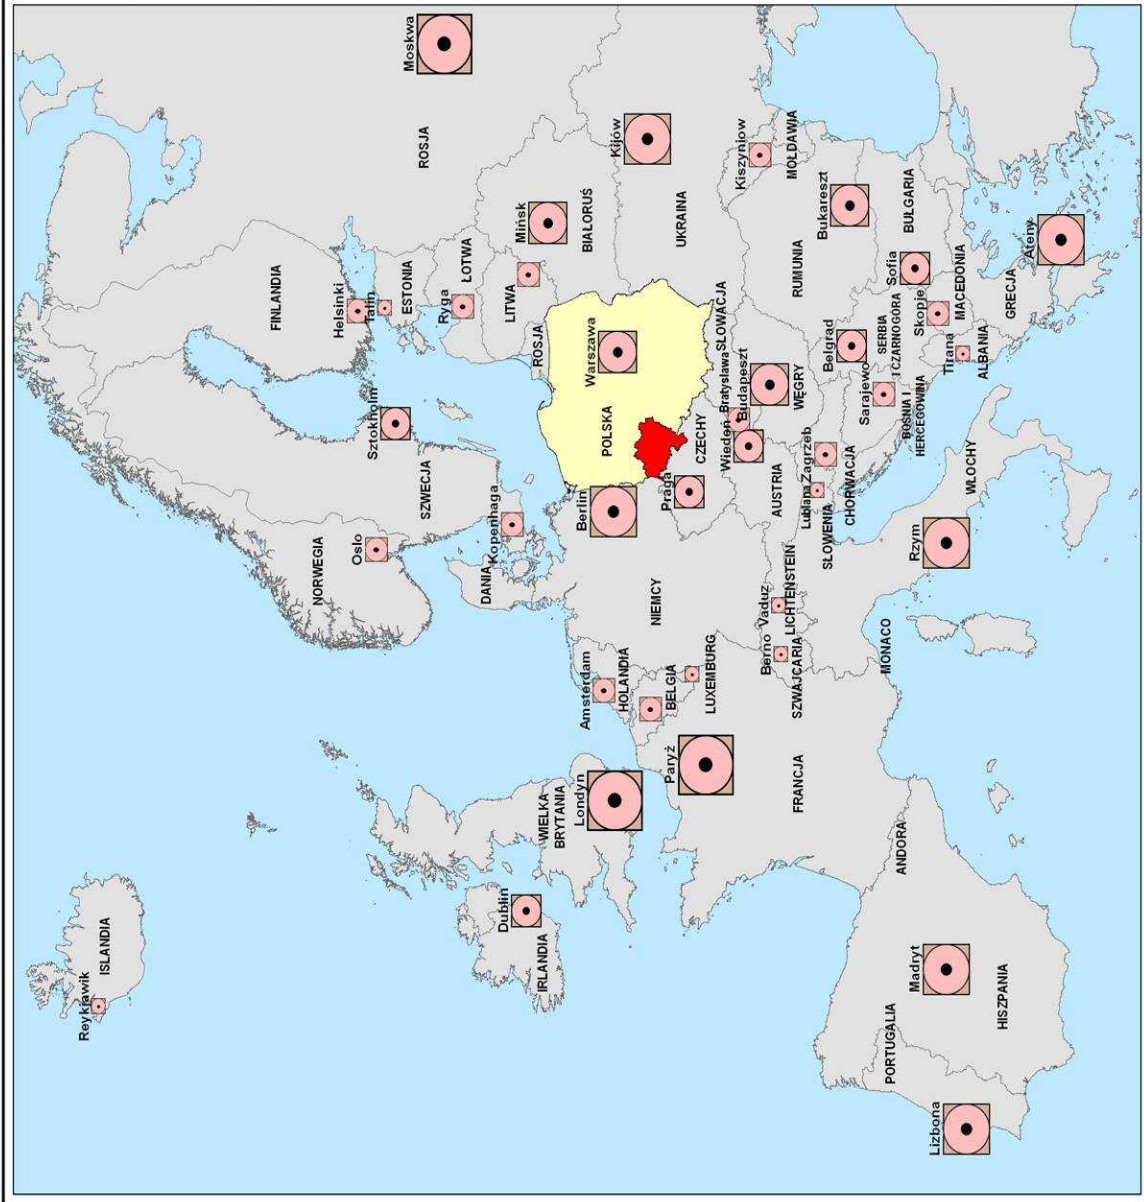 Reykjawik
ISLANDIA
NORWEGIA
SZWECJA
FINLANDIA
Oslo
Sztokholm
Helsinki
Talin
ESTONIA
ROSJA
Moskwa
Ryga
ŁOTWA
LITWA
ROSJA
Mińsk
BIAŁORUŚ
DANIA
Kopenhaga
Dublin
IRLANDIA
WIELKA
BRYTANIA
Londyn
Amsterdam
HOLANDIA
BELGIA
LUXEMBURG
NIEMCY
Berlin
POLSKA
Warszawa
Kijów
UKRAINA
Paryż
FRANCJA
Praga
CZECHY
SŁOWACJA
Bratysława
Wiedeń
Budapeszt
WĘGRY
AUSTRIA
Berno
Vaduz
LICHTENSTEIN
SZWAJCARIA
Kiszyniow
MOŁDAWIA
RUMUNIA
Bukareszt
Lublana
Zagrzeb
SŁOWENIA
CHORWACJA
Belgrad
SERBIA
I CZARNOGÓRA
Sarajewo
BOŚNIA I
HERCEGOWINA
BUŁGARIA
Sofia
Skopje
MACEDONIA
Tirana
ALBANIA
GRECJA
Ateny
WŁOCHY
Rzym
MONACO
ANDORA
Madryt
HISZPANIA
PORTUGALIA
Lizbona